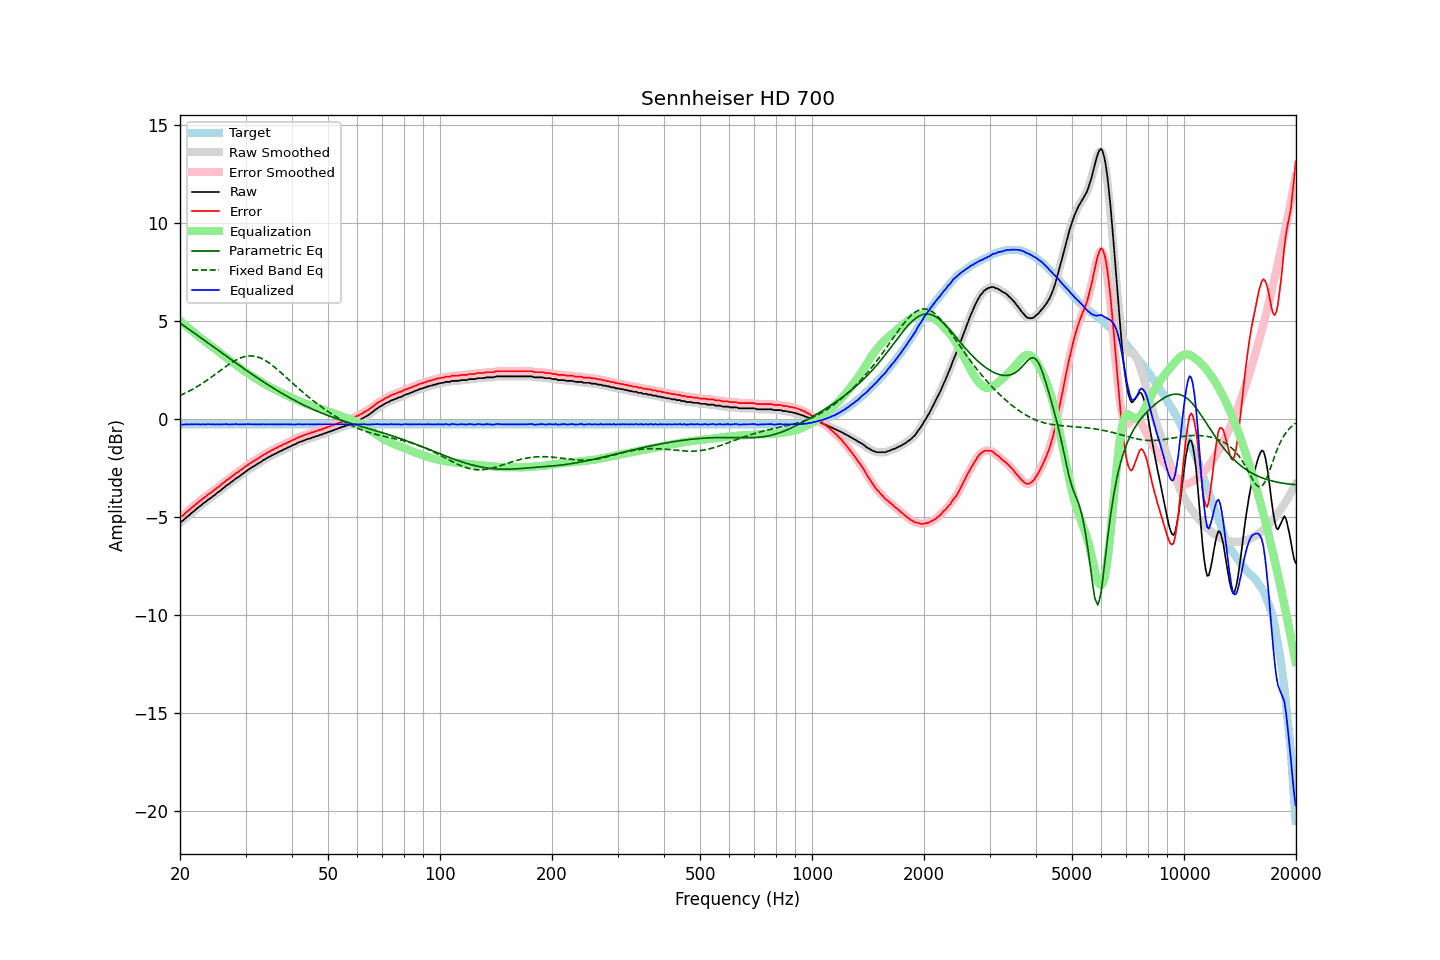 Sennheiser HD 700
Target
Raw Smoothed
Error Smoothed
Raw
Error
Equalization
Parametric Eq
Fixed Band Eq
Equalized
15
10
5
0
−5
−10
−15
−20
Amplitude (dBr)
20
50
100
200
500
1000
2000
5000
10000
20000
Frequency (Hz)